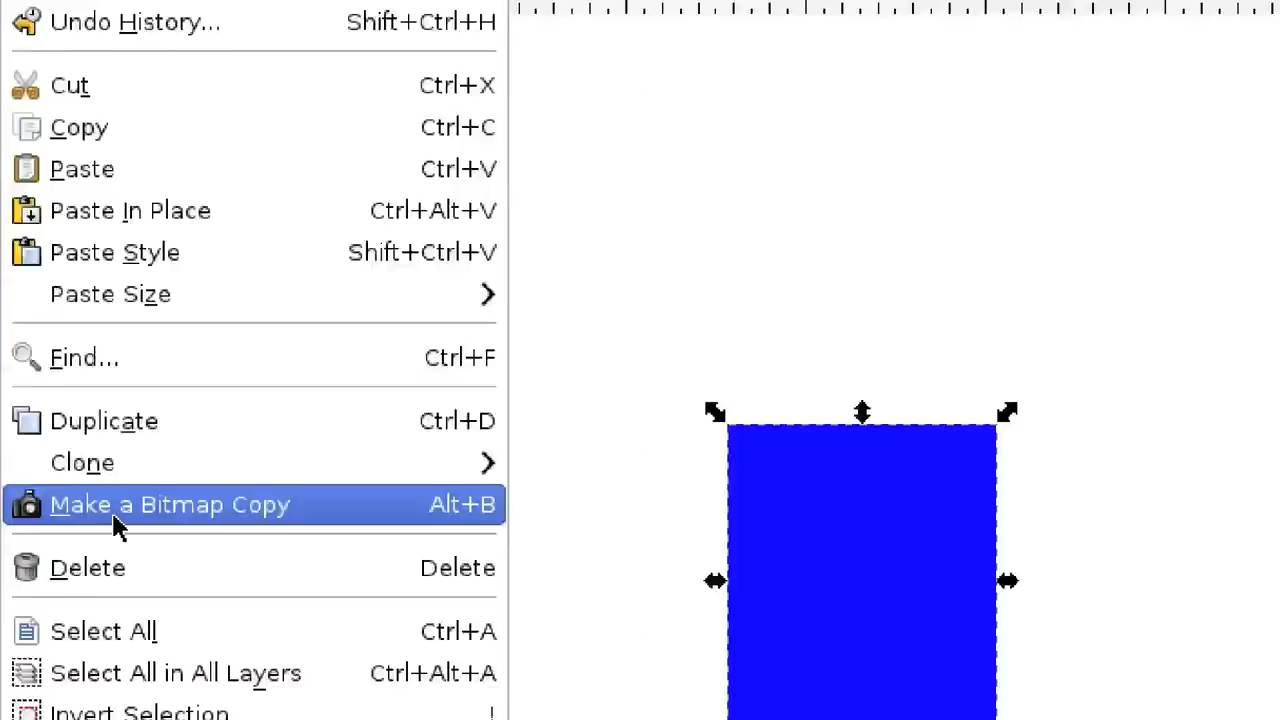 Undo History... Shift+Ctrl+H
Cut Ctrl+X
Copy Ctrl+C
Paste Ctrl+V
Paste In Place Ctrl+Alt+V
Paste Style Shift+Ctrl+V
Paste Size
Find... Ctrl+F
Duplicate Ctrl+D
Clone
Make a Bitmap Copy Alt+B
Delete Delete
Select All Ctrl+A
Select All in All Layers Ctrl+Alt+A
Invert Selection !